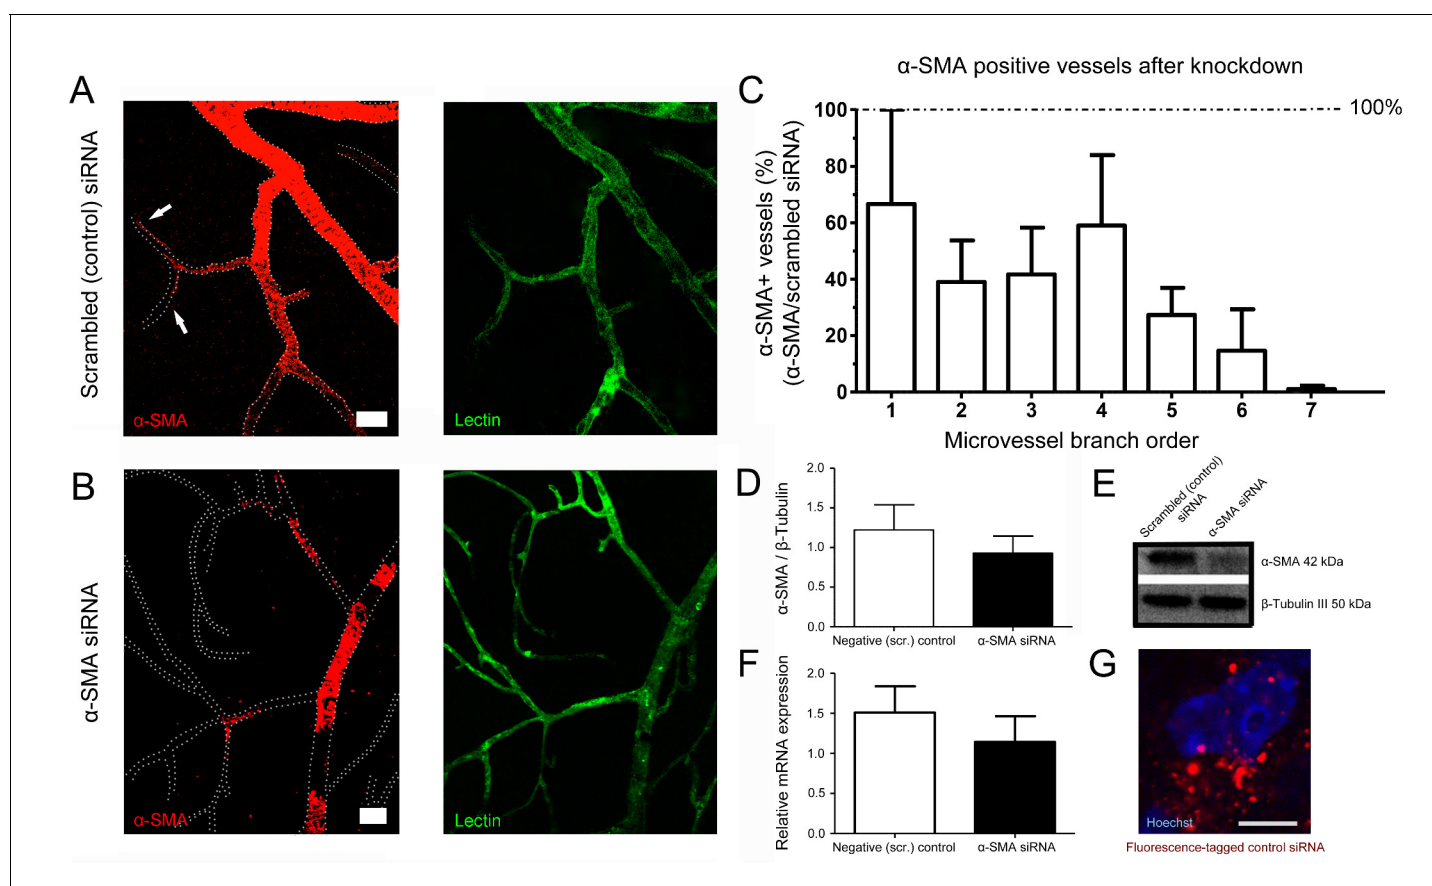 A
Scrambled (control) siRNA
α-SMA
Lectin
B
α-SMA siRNA
α-SMA
Lectin
C
α-SMA positive vessels after knockdown
α-SMA+ vessels (%)
(α-SMA/scrambled siRNA)
100
80
60
40
20
0
100%
1 2 3 4 5 6 7
Microvessel branch order
D
α-SMA / β-Tubulin
2.0
1.5
1.0
0.5
0.0
Negative (scr.) control α-SMA siRNA
E
Scrambled (control)
siRNA
α-SMA siRNA
α-SMA 42 kDa
β-Tubulin III 50 kDa
F
Relative mRNA expression
2.0
1.5
1.0
0.5
0.0
Negative (scr.) control α-SMA siRNA
G
Hoechst
Fluorescence-tagged control siRNA